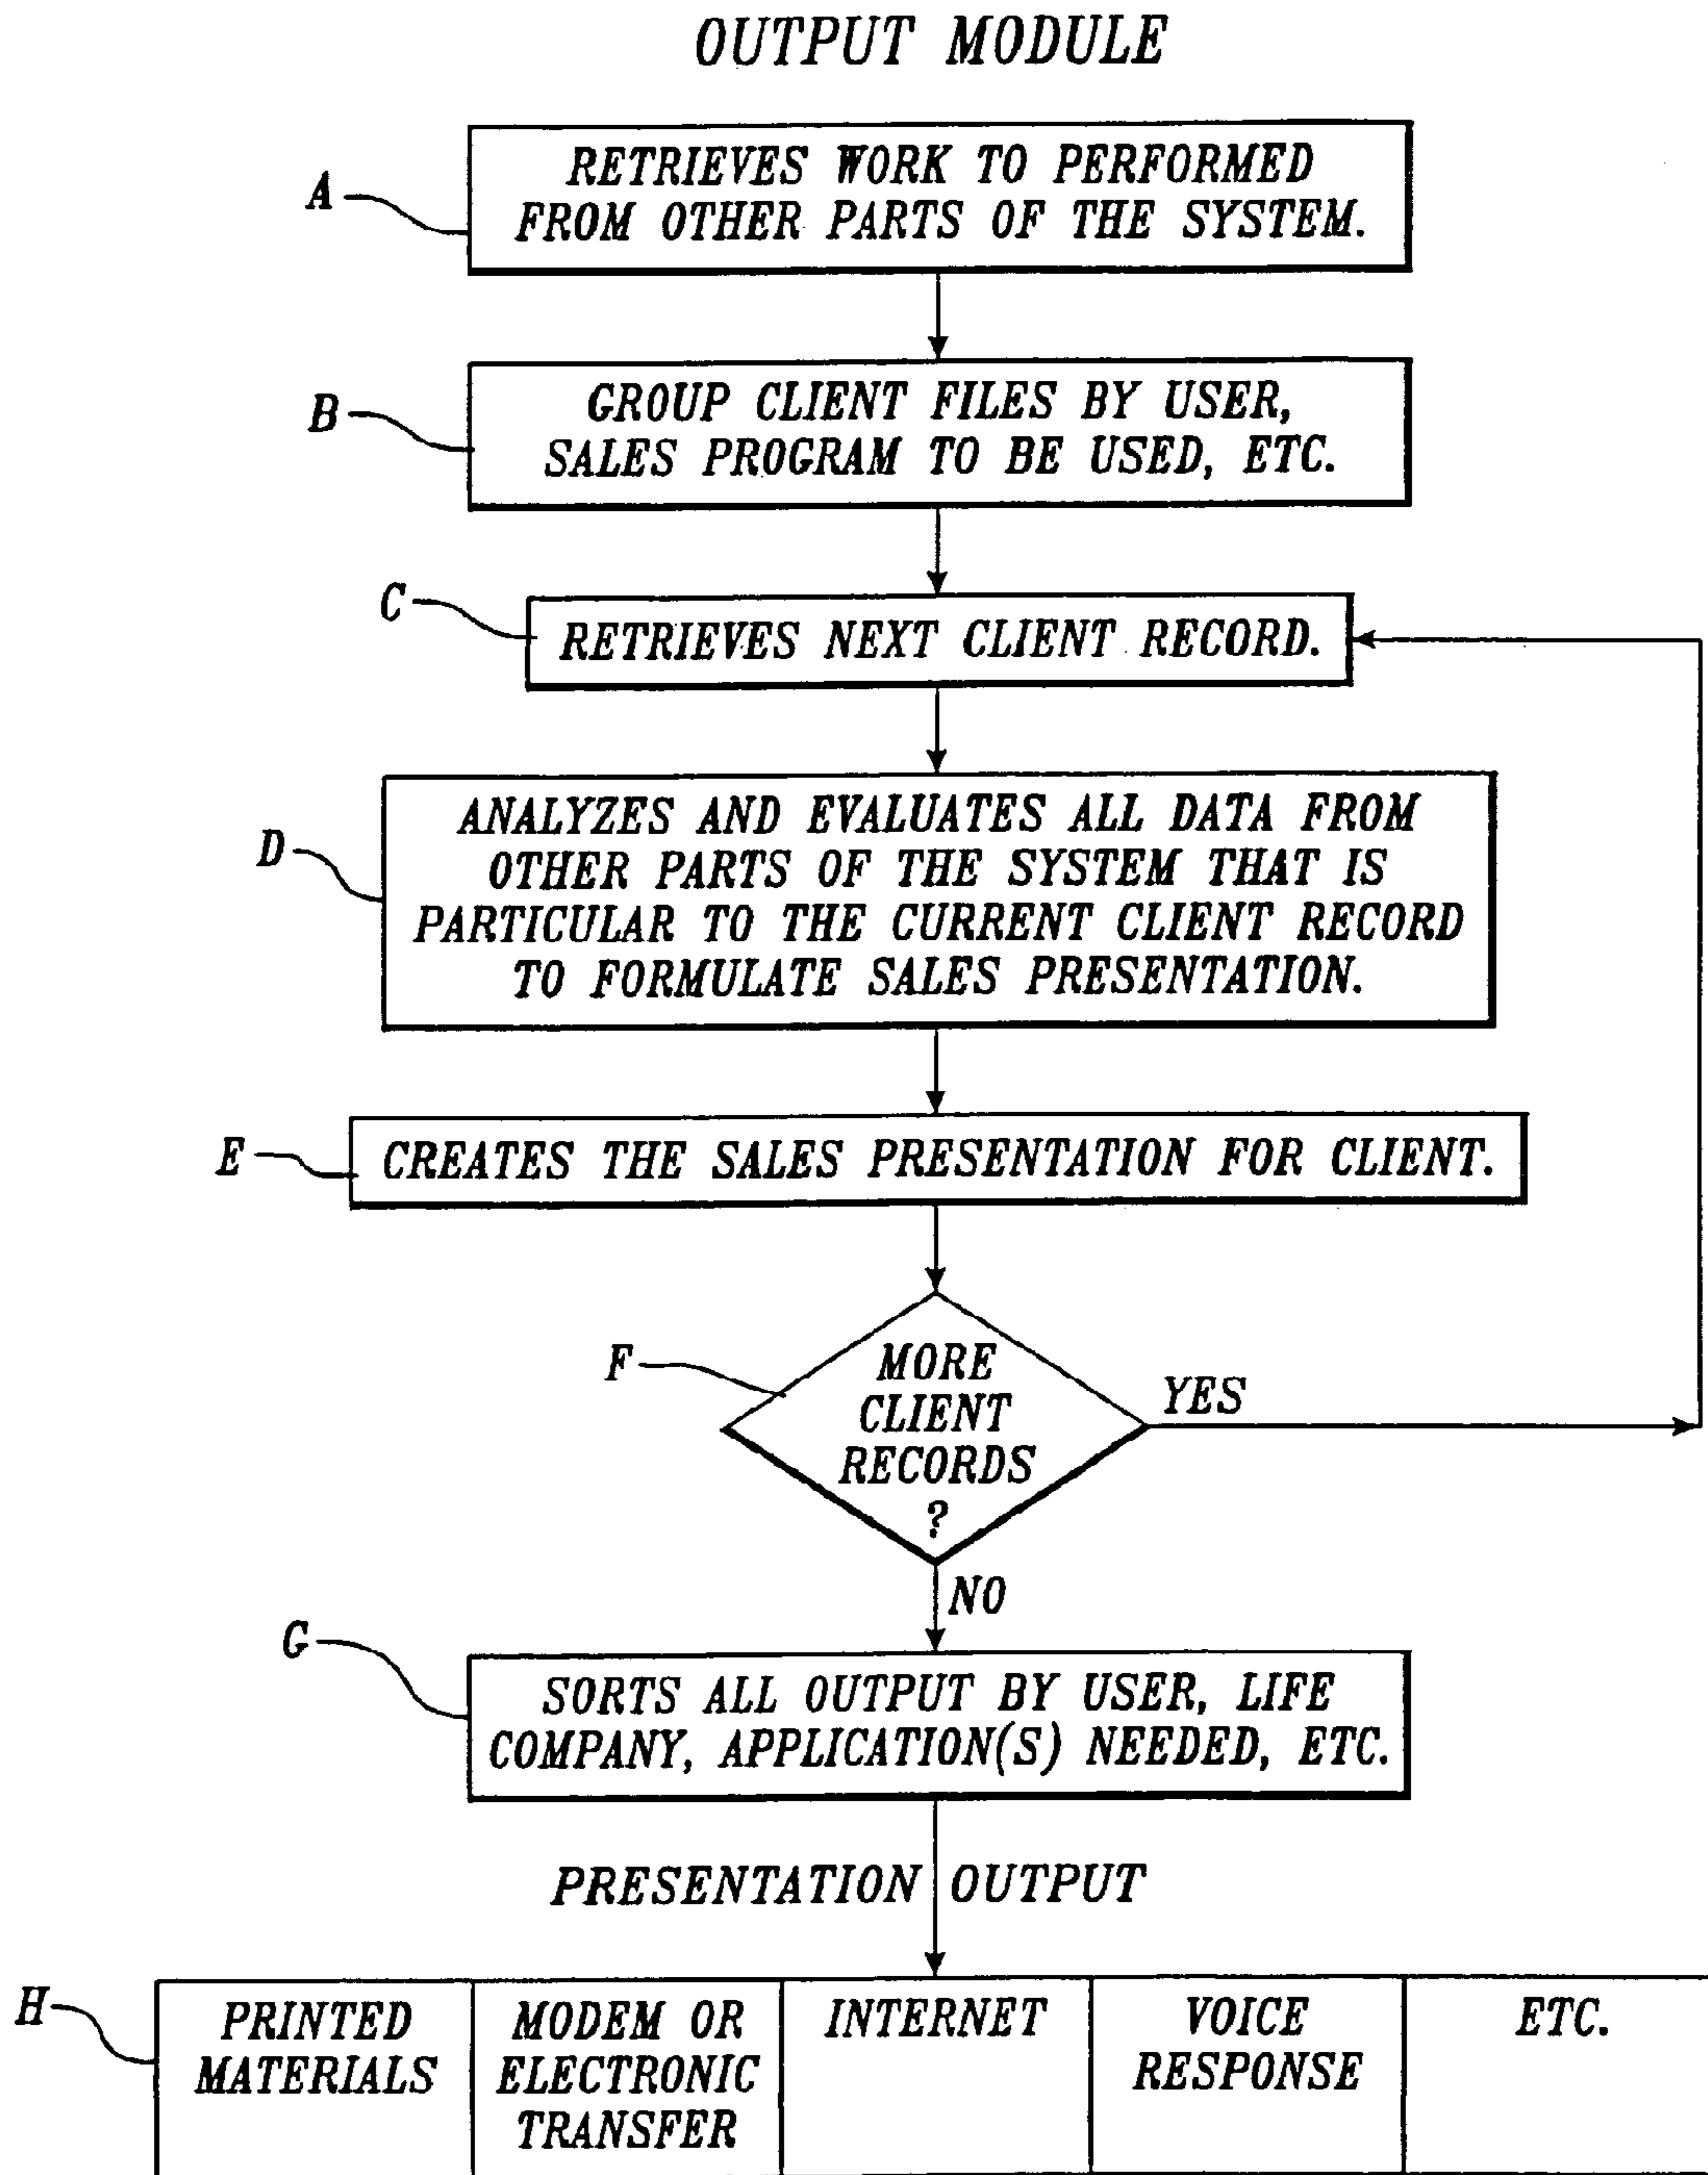 OUTPUT MODULE
A
RETRIEVES WORK TO PERFORMED
FROM OTHER PARTS OF THE SYSTEM.
B
GROUP CLIENT FILES BY USER,
SALES PROGRAM TO BE USED, ETC.
C
RETRIEVES NEXT CLIENT RECORD.
D
ANALYZES AND EVALUATES ALL DATA FROM
OTHER PARTS OF THE SYSTEM THAT IS
PARTICULAR TO THE CURRENT CLIENT RECORD
TO FORMULATE SALES PRESENTATION.
E
CREATES THE SALES PRESENTATION FOR CLIENT.
F
MORE
CLIENT
RECORDS
?
YES
NO
G
SORTS ALL OUTPUT BY USER, LIFE
COMPANY, APPLICATION(S) NEEDED, ETC.
PRESENTATION OUTPUT
H
PRINTED
MATERIALS
MODEM OR
ELECTRONIC
TRANSFER
INTERNET
VOICE
RESPONSE
ETC.